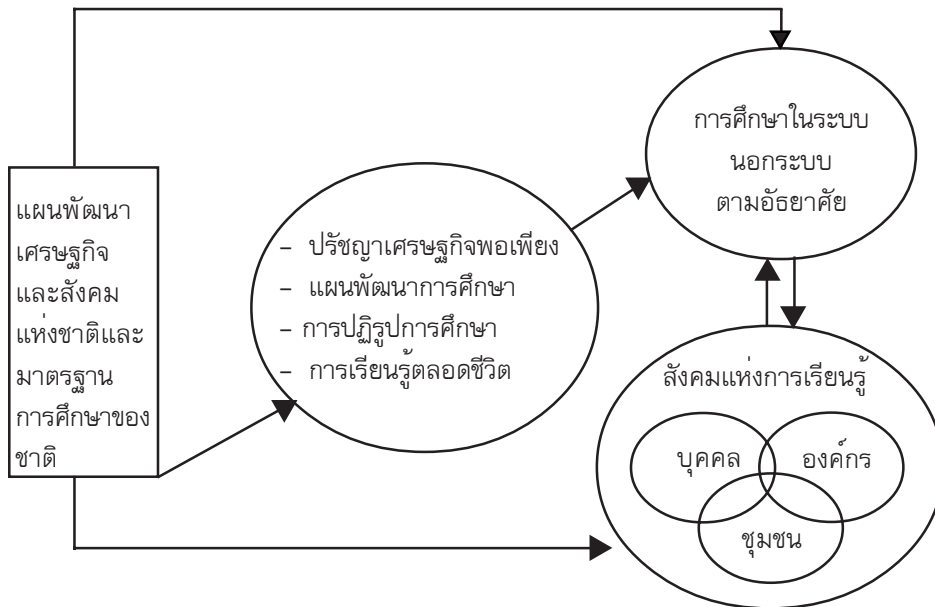 แผนพัฒนา
เศรษฐกิจ
และสังคม
แห่งชาติและ
มาตรฐาน
การศึกษาของ
ชาติ
– ปรัชญาเศรษฐกิจพอเพียง
– แผนพัฒนาการศึกษา
– การปฏิรูปการศึกษา
– การเรียนรู้ตลอดชีวิต
การศึกษาในระบบ
นอกระบบ
ตามอัธยาศัย
สังคมแห่งการเรียนรู้
บุคคล
องค์กร
ชุมชน